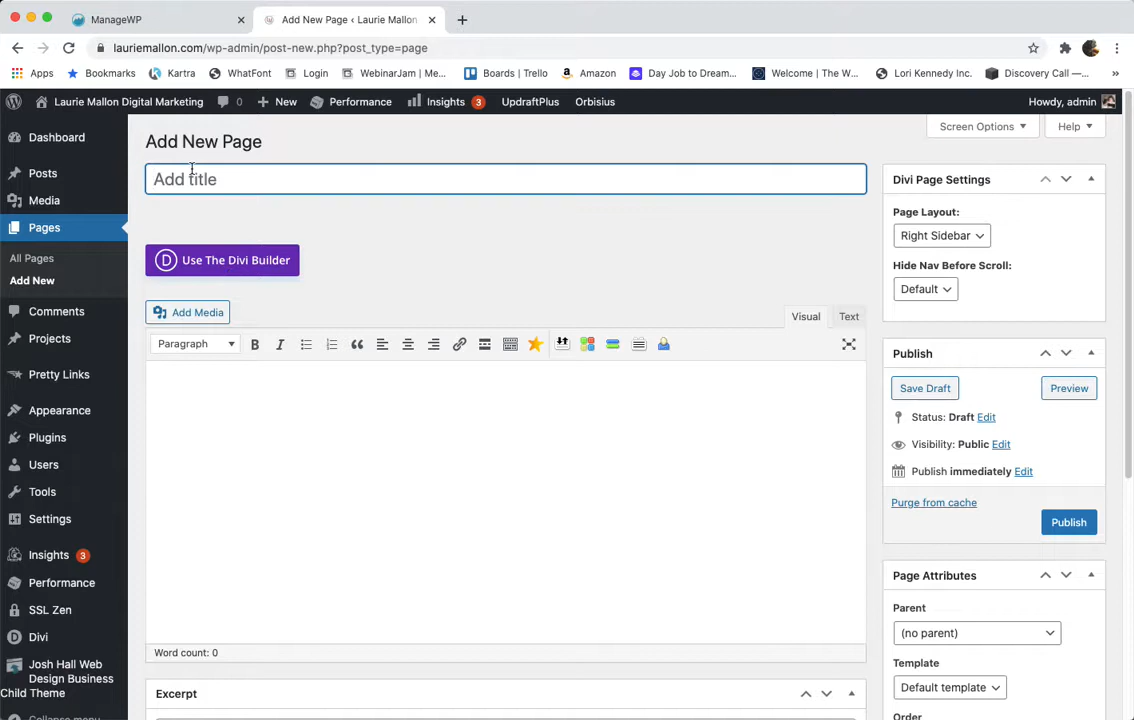 ManageWP
Add New Page ‹ Laurie Mallon
lauriemallon.com/wp-admin/post-new.php?post_type=page
Apps Bookmarks Kartra WhatFont Login WebinarJam | Me... Boards | Trello Amazon Day Job to Dream... Welcome | The W... Lori Kennedy Inc. Discovery Call —... »
Laurie Mallon Digital Marketing 0 New Performance Insights 3 UpdraftPlus Orbisius Howdy, admin
Screen Options Help
Dashboard
Posts
Media
Pages
All Pages
Add New
Comments
Projects
Pretty Links
Appearance
Plugins
Users
Tools
Settings
Insights 3
Performance
SSL Zen
Divi
Josh Hall Web
Design Business
Child Theme
Collapse menu
Add New Page
Add title
D Use The Divi Builder
Add Media
Visual Text
Paragraph B I
Word count: 0
Excerpt
Divi Page Settings
Page Layout:
Right Sidebar
Hide Nav Before Scroll:
Default
Publish
Save Draft Preview
Status: Draft Edit
Visibility: Public Edit
Publish immediately Edit
Purge from cache
Publish
Page Attributes
Parent
(no parent)
Template
Default template
Order